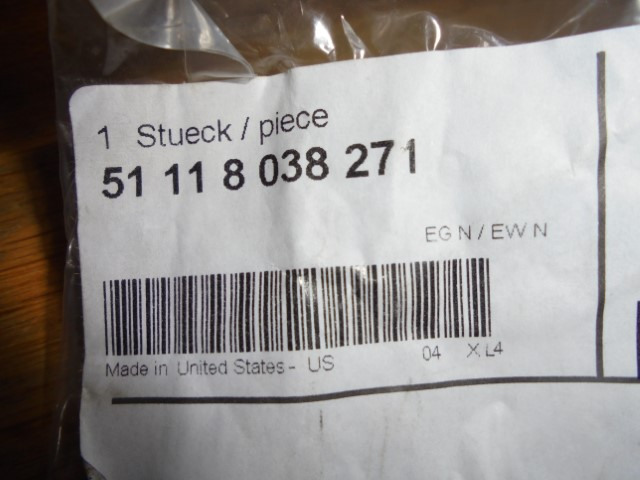 1 Stueck / piece
51 11 8 038 271
EG N / EW N
Made in United States - US 04 X L4